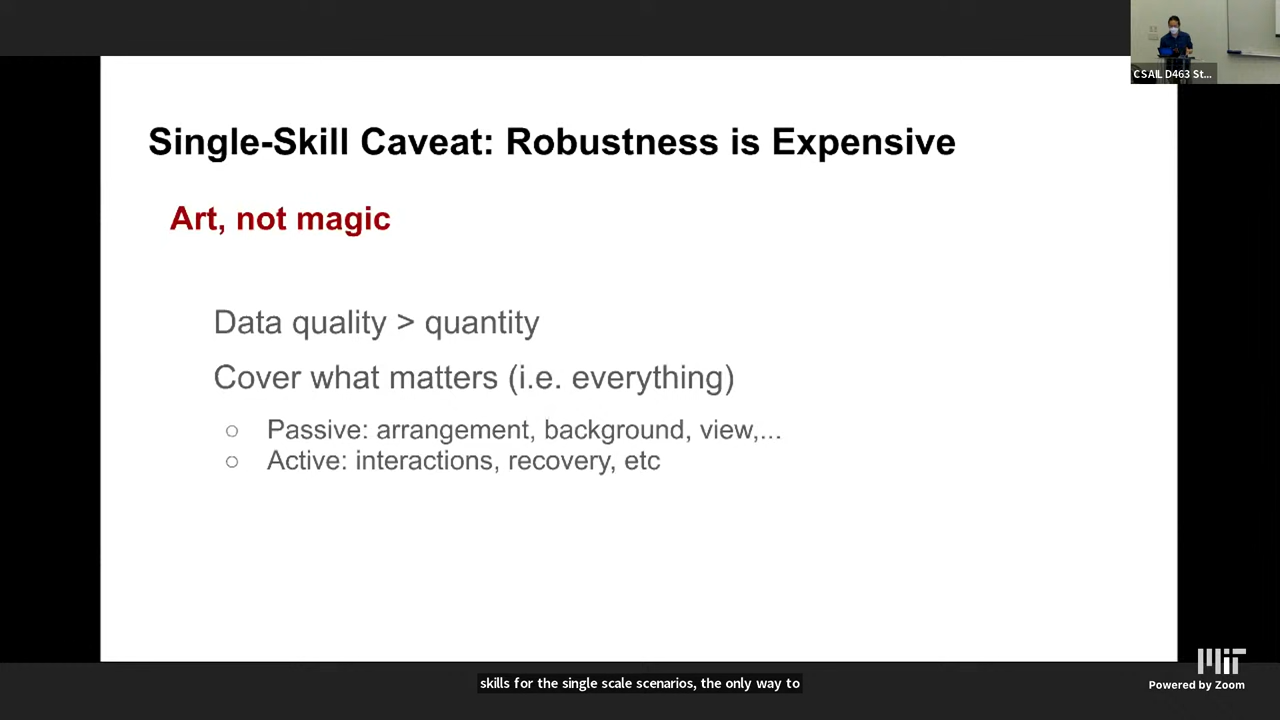 CSAIL D463 St...
Single-Skill Caveat: Robustness is Expensive
Art, not magic
Data quality > quantity
Cover what matters (i.e. everything)
○ Passive: arrangement, background, view,...
○ Active: interactions, recovery, etc
MIT
Powered by Zoom
skills for the single scale scenarios, the only way to